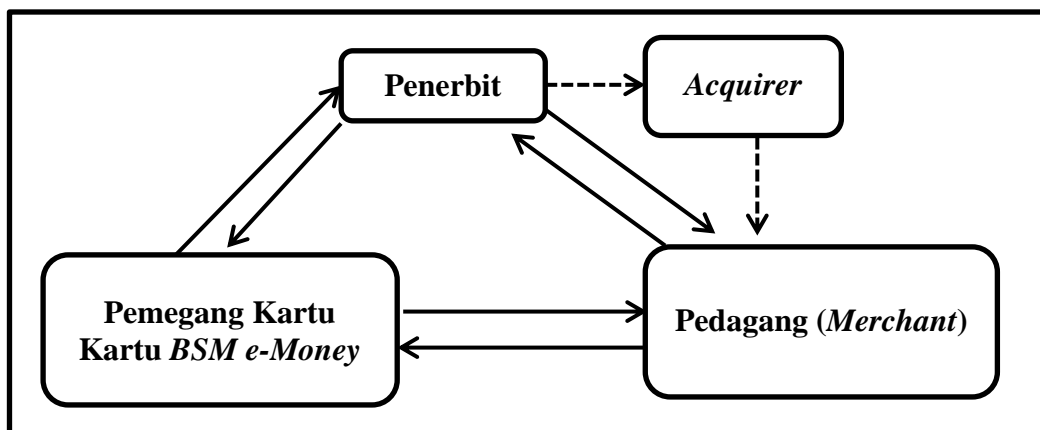 Penerbit
Acquirer
Pemegang Kartu
Kartu BSM e-Money
Pedagang (Merchant)